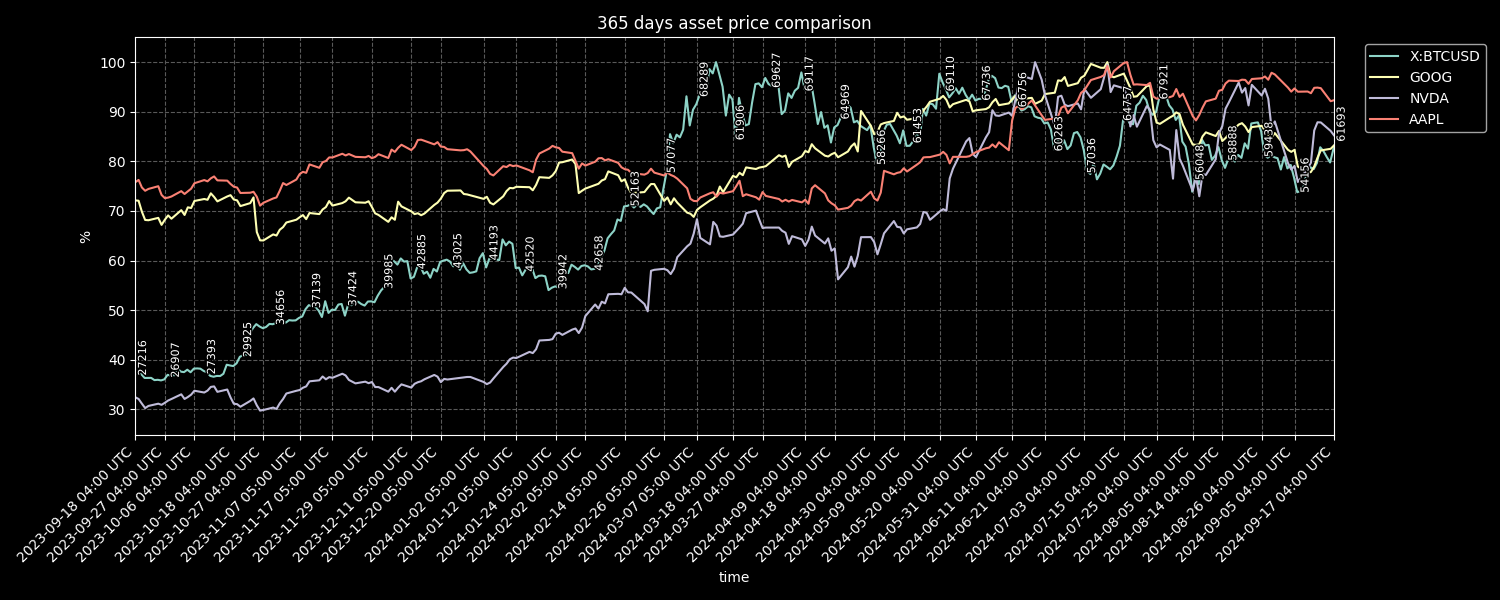 365 days asset price comparison
X:BTCUSD
GOOG
NVDA
AAPL
%
100
90
80
70
60
50
40
30
27216
26907
27393
29925
34656
37139
37424
39985
42885
43025
44193
42520
39942
42658
52163
57077
68289
61906
69627
69117
64969
58266
61453
69110
67736
66756
60263
57036
64757
67921
56048
58888
59438
54156
61693
2023-09-18 04:00 UTC
2023-09-27 04:00 UTC
2023-10-06 04:00 UTC
2023-10-18 04:00 UTC
2023-10-27 04:00 UTC
2023-11-07 05:00 UTC
2023-11-17 05:00 UTC
2023-11-29 05:00 UTC
2023-12-11 05:00 UTC
2023-12-20 05:00 UTC
2024-01-02 05:00 UTC
2024-01-12 05:00 UTC
2024-01-24 05:00 UTC
2024-02-02 05:00 UTC
2024-02-14 05:00 UTC
2024-02-26 05:00 UTC
2024-03-07 05:00 UTC
2024-03-18 04:00 UTC
2024-03-27 04:00 UTC
2024-04-09 04:00 UTC
2024-04-18 04:00 UTC
2024-04-30 04:00 UTC
2024-05-09 04:00 UTC
2024-05-20 04:00 UTC
2024-05-31 04:00 UTC
2024-06-11 04:00 UTC
2024-06-21 04:00 UTC
2024-07-03 04:00 UTC
2024-07-15 04:00 UTC
2024-07-25 04:00 UTC
2024-08-05 04:00 UTC
2024-08-14 04:00 UTC
2024-08-26 04:00 UTC
2024-09-05 04:00 UTC
2024-09-17 04:00 UTC
time